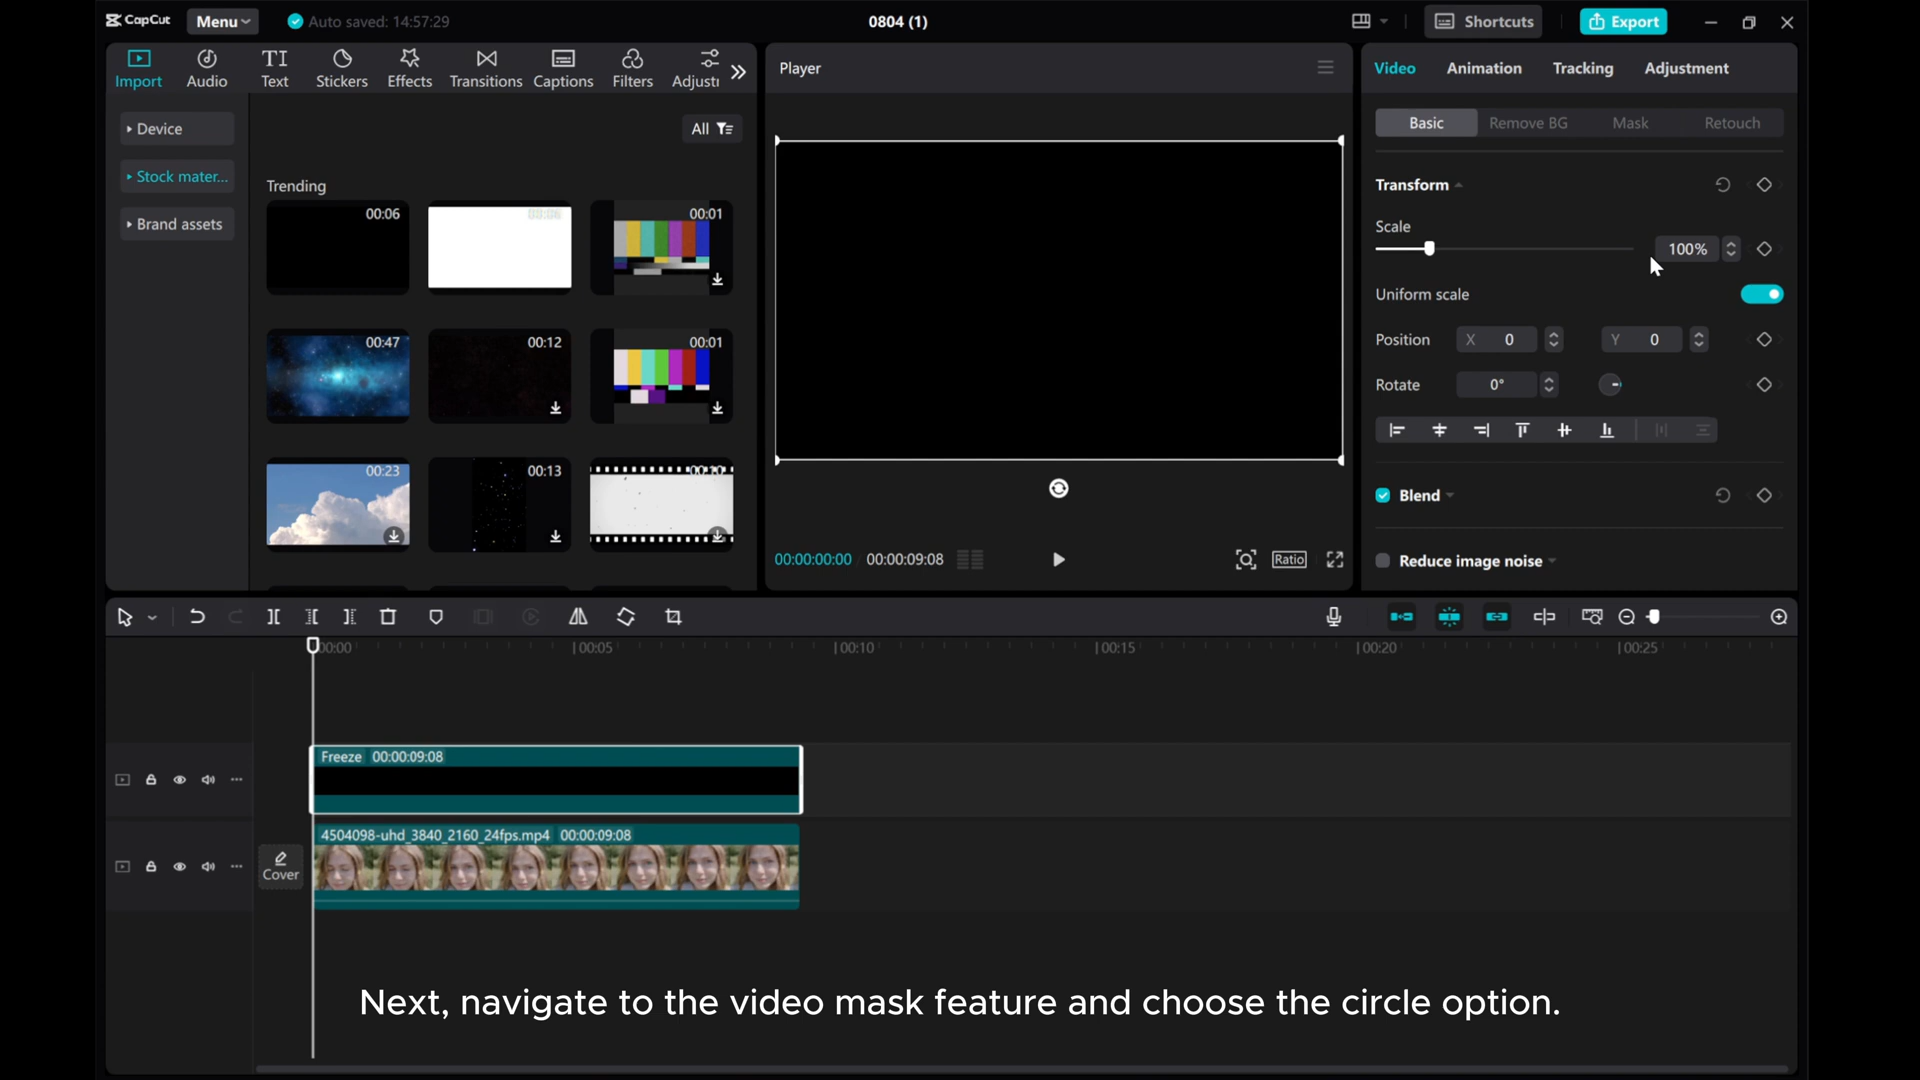 CapCut
Menu
Auto saved: 14:57:29
0804 (1)
Shortcuts
Export
Import
Audio
Text
Stickers
Effects
Transitions
Captions
Filters
Player
Video
Animation
Tracking
Adjustment
Device
Stock mater...
Brand assets
All
Trending
00:06
00:06
00:01
00:47
00:12
00:01
00:23
00:13
00:10
Basic
Remove BG
Mask
Retouch
Transform
Scale
100%
Uniform scale
Position
X 0
Y 0
Rotate
0°
Blend
Reduce image noise
00:00:00:00
00:00:09:08
Ratio
00:00
00:05
00:10
00:15
00:20
00:25
Freeze 00:00:09:08
4504098-uhd_3840_2160_24fps.mp4 00:00:09:08
Cover
Next, navigate to the video mask feature and choose the circle option.